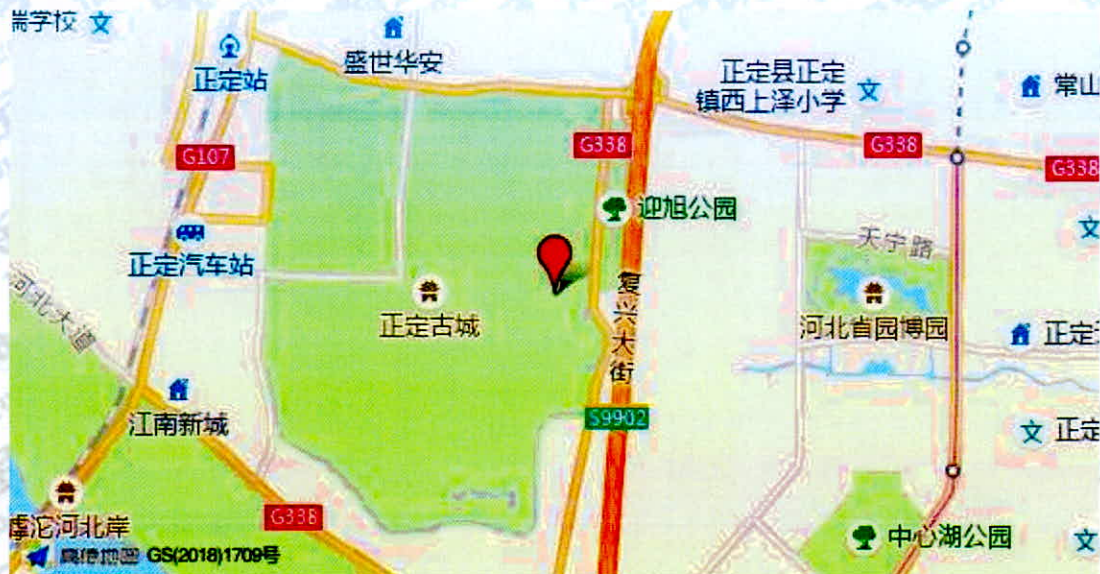 学校
正定站
盛世华安
正定县正定
镇西上泽小学
常山
G107
G338
G338
G338
迎旭公园
天宁路
正定汽车站
河北大道
正定古城
复兴大街
河北省园博园
正定
江南新城
S9902
正定
G338
滹沱河北岸
中心湖公园
高德地图 GS(2018)1709号